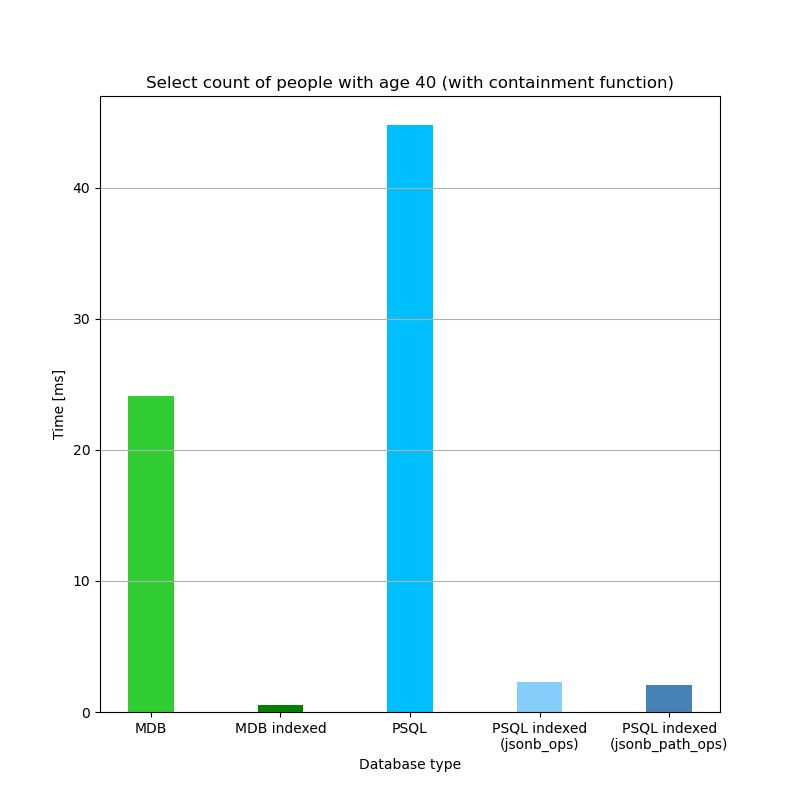 Select count of people with age 40 (with containment function)
Time [ms]
40
30
20
10
0
MDB
MDB indexed
PSQL
PSQL indexed
(jsonb_ops)
PSQL indexed
(jsonb_path_ops)
Database type